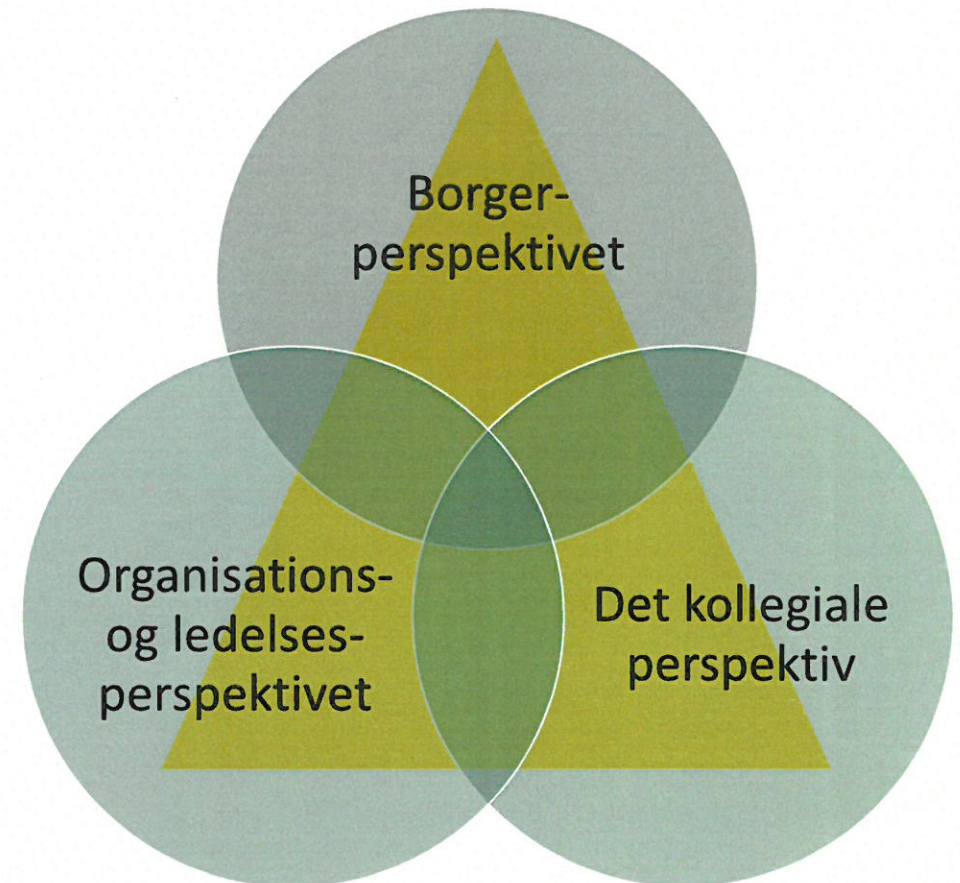 Borger-
perspektivet
Organisations-
og ledelses-
perspektivet
Det kollegiale
perspektiv